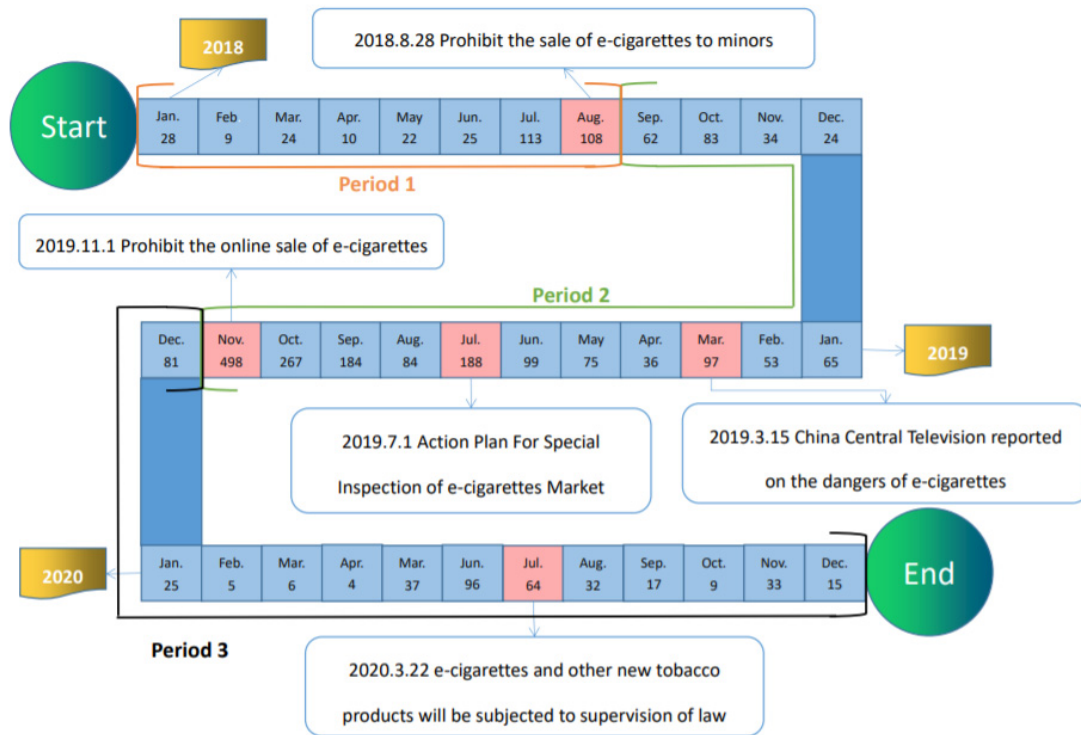 2018
2018.8.28 Prohibit the sale of e-cigarettes to minors
Start
Jan. Feb. Mar. Apr. May Jun. Jul. Aug. Sep. Oct. Nov. Dec.
28 9 24 10 22 25 113 108 62 83 34 24
Period 1
2019.11.1 Prohibit the online sale of e-cigarettes
Period 2
Dec. Nov. Oct. Sep. Aug. Jul. Jun. May Apr. Mar. Feb. Jan.
81 498 267 184 84 188 99 75 36 97 53 65
2019
2019.7.1 Action Plan For Special
Inspection of e-cigarettes Market
2019.3.15 China Central Television reported
on the dangers of e-cigarettes
2020
Jan. Feb. Mar. Apr. Mar. Jun. Jul. Aug. Sep. Oct. Nov. Dec.
25 5 6 4 37 96 64 32 17 9 33 15
End
Period 3
2020.3.22 e-cigarettes and other new tobacco
products will be subjected to supervision of law